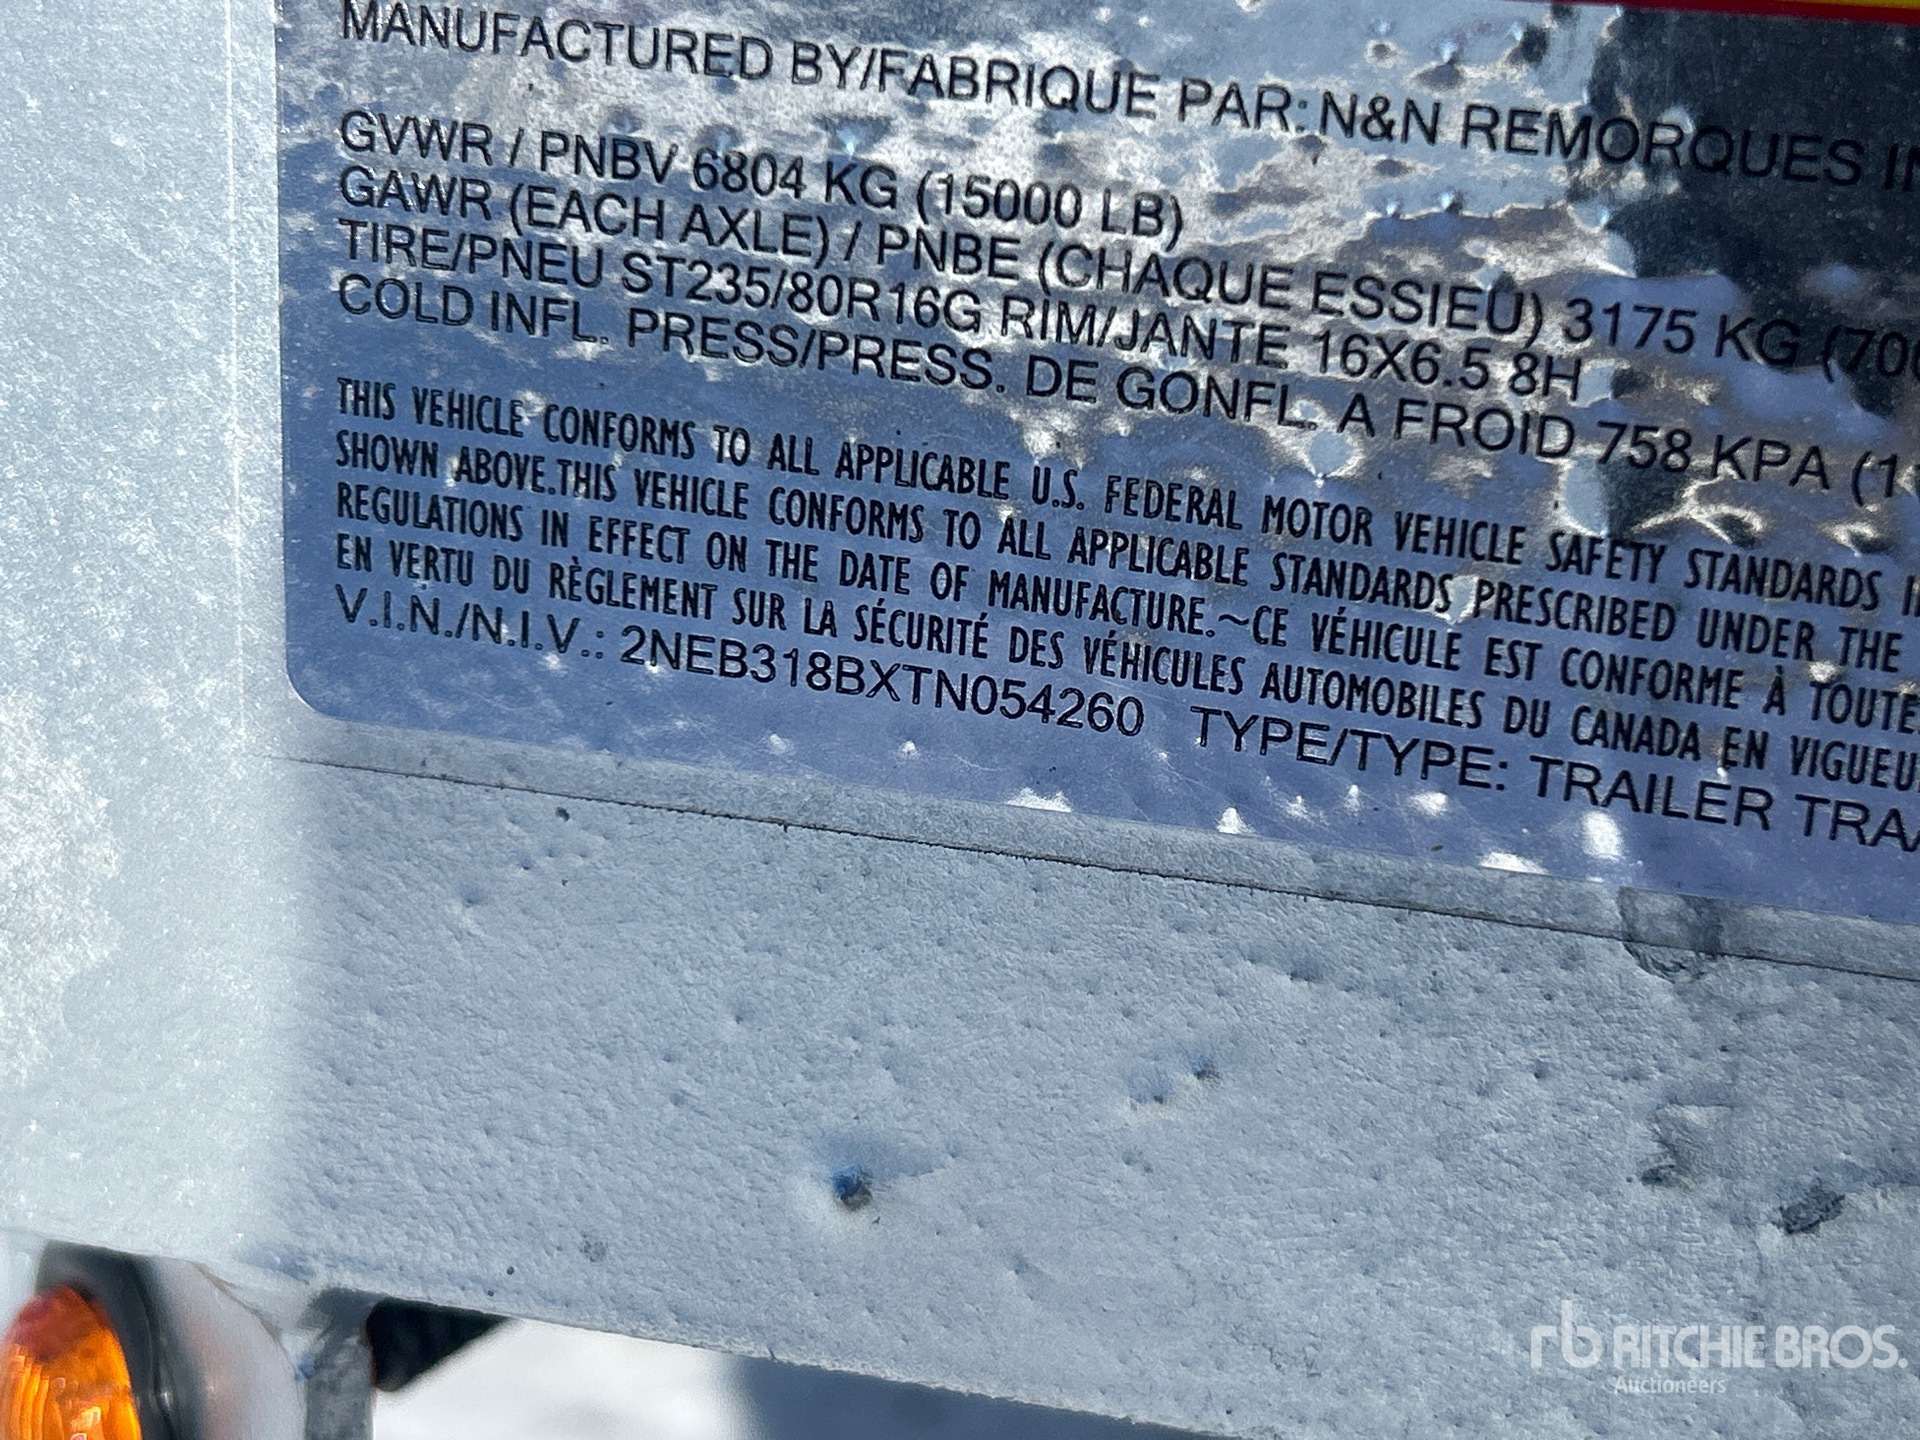 MANUFACTURED BY/FABRIQUE PAR: N&N REMORQUES
GVWR / PNBV 6804 KG (15000 LB)
GAWR (EACH AXLE) / PNBE (CHAQUE ESSIEU) 3175 KG
TIRE/PNEU ST235/80R16G RIM/JANTE 16X6.5 8H
COLD INFL. PRESS/PRESS. DE GONFL. A FROID 758 KPA
THIS VEHICLE CONFORMS TO ALL APPLICABLE U.S. FEDERAL MOTOR VEHICLE SAFETY STANDARDS
SHOWN ABOVE.THIS VEHICLE CONFORMS TO ALL APPLICABLE STANDARDS PRESCRIBED UNDER THE
REGULATIONS IN EFFECT ON THE DATE OF MANUFACTURE.~CE VÉHICULE EST CONFORME À
EN VERTU DU RÈGLEMENT SUR LA SÉCURITÉ DES VÉHICULES AUTOMOBILES DU CANADA EN
V.I.N./N.I.V.: 2NEB318BXTN054260 TYPE/TYPE: TRAILER
rb RITCHIE BROS.
Auctioneers